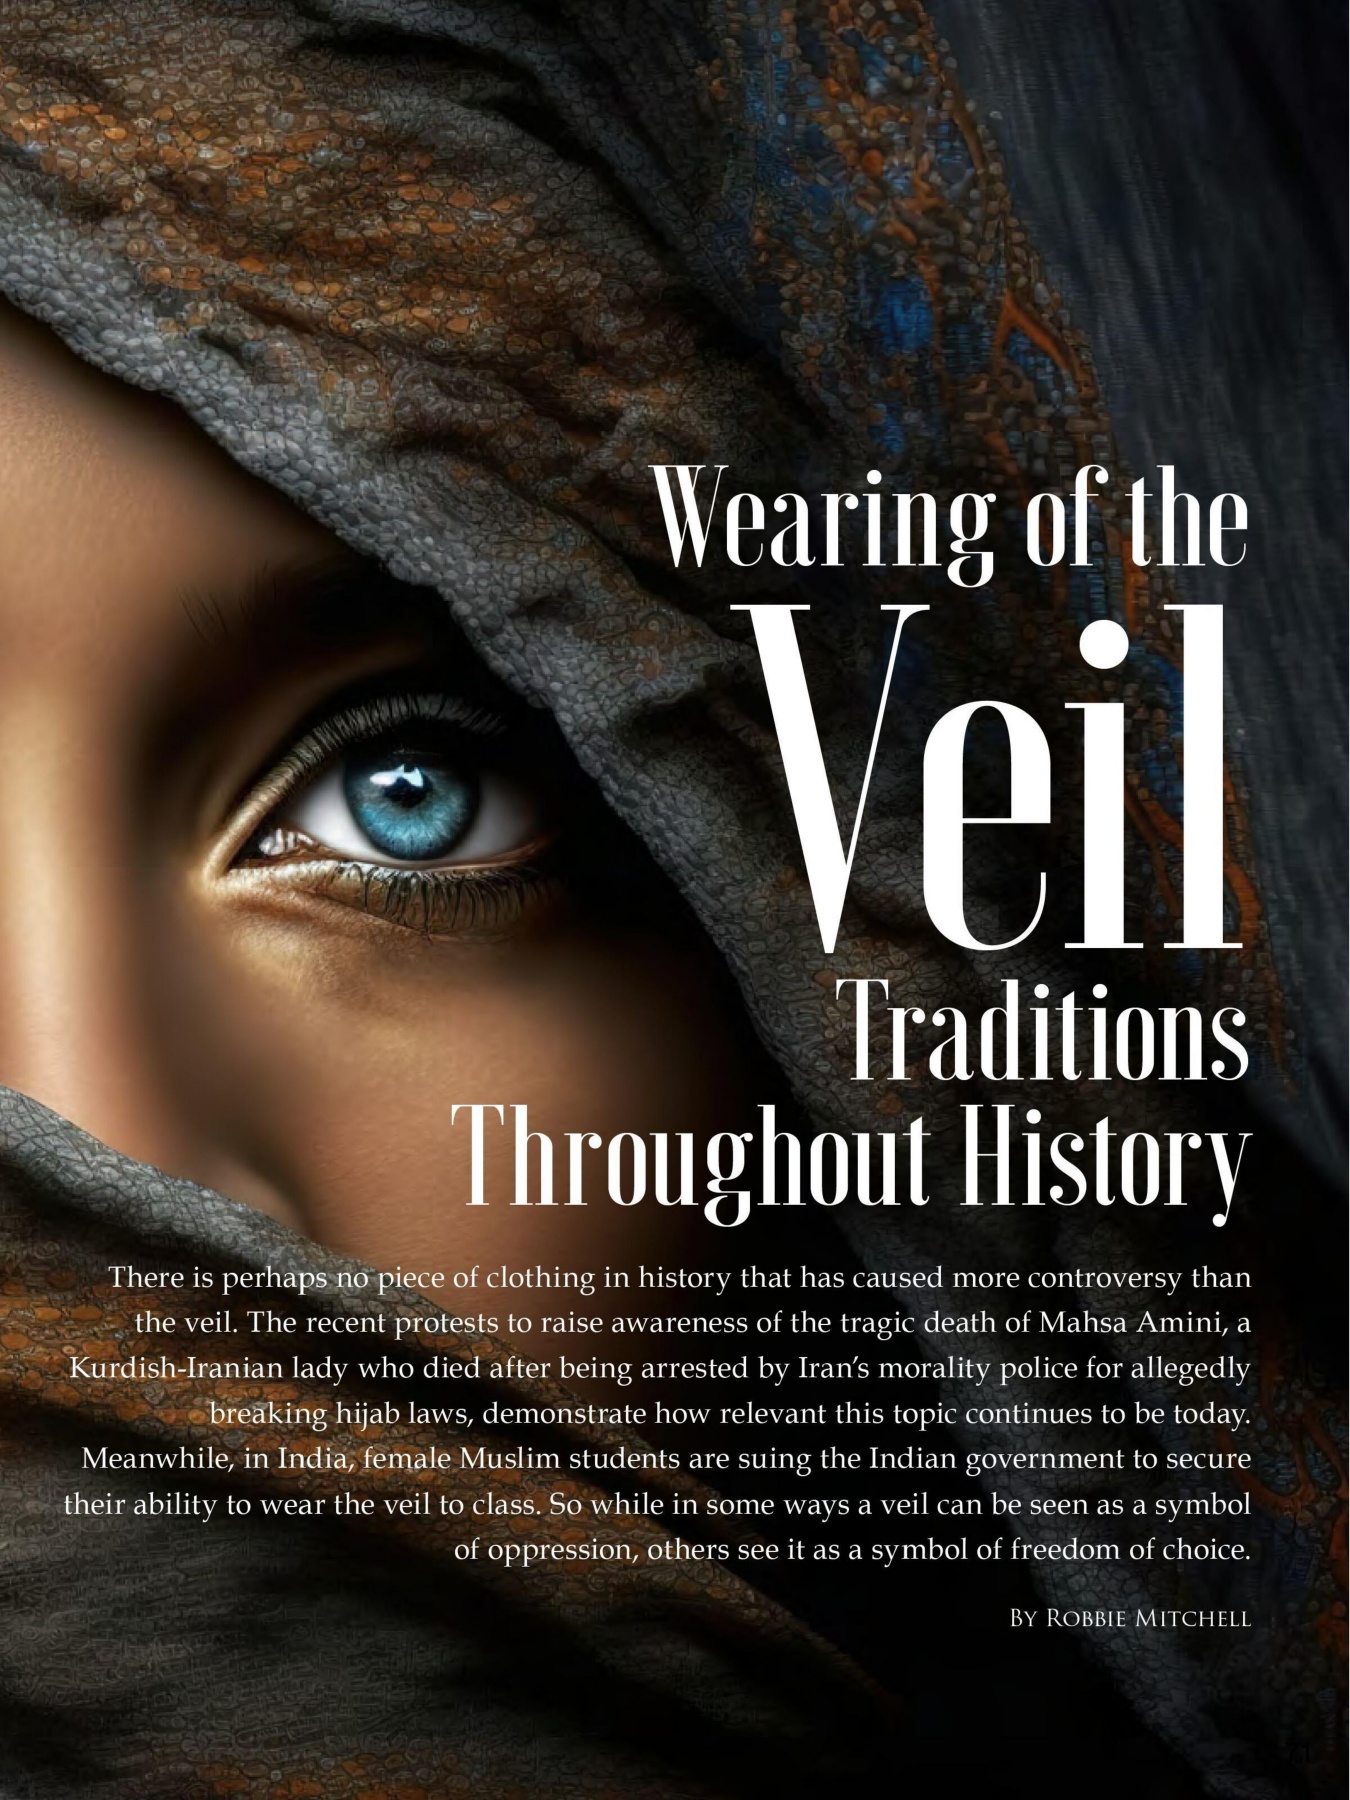 Wearing of the
Veil
Traditions
Throughout History
There is perhaps no piece of clothing in history that has caused more controversy than
the veil. The recent protests to raise awareness of the tragic death of Mahsa Amini, a
Kurdish-Iranian lady who died after being arrested by Iran’s morality police for allegedly
breaking hijab laws, demonstrate how relevant this topic continues to be today.
Meanwhile, in India, female Muslim students are suing the Indian government to secure
their ability to wear the veil to class. So while in some ways a veil can be seen as a symbol
of oppression, others see it as a symbol of freedom of choice.
By Robbie Mitchell